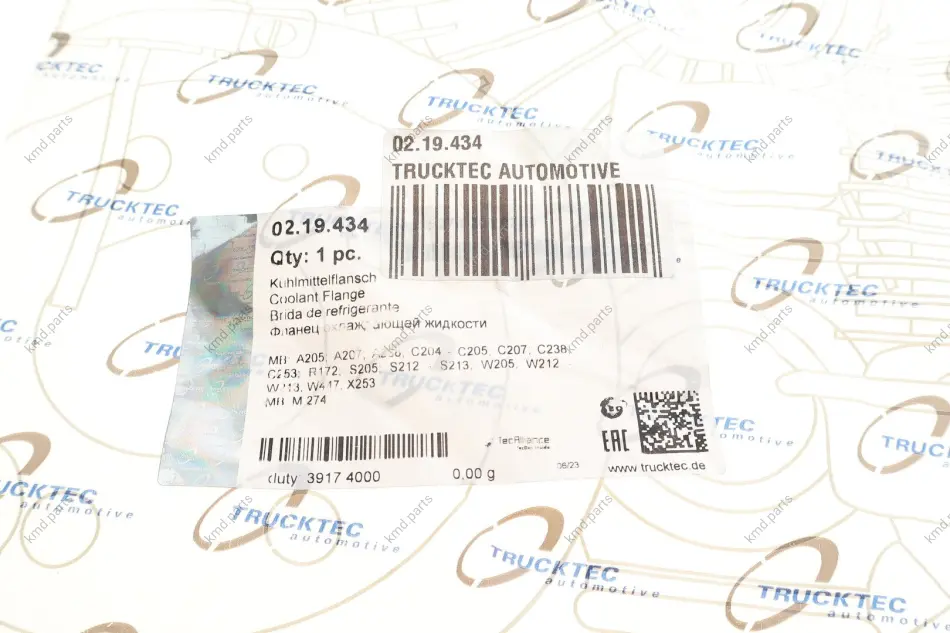 02.19.434
TRUCKTEC AUTOMOTIVE
02.19.434
Qty: 1 pc.
Kühlmittelflansch
Coolant Flange
Brida de refrigerante
Фланец охлаждающей жидкости
MB: A205, A207, C204 - C205, C207, C238,
C253, R172, S205, S212 - S213, W205, W212 -
W213, W447, X253
MB: M 274
TecAlliance
EAC
duty 3917 4000
0,00 g
06/23
www.trucktec.de
TRUCKTEC
automotive
kmd.parts